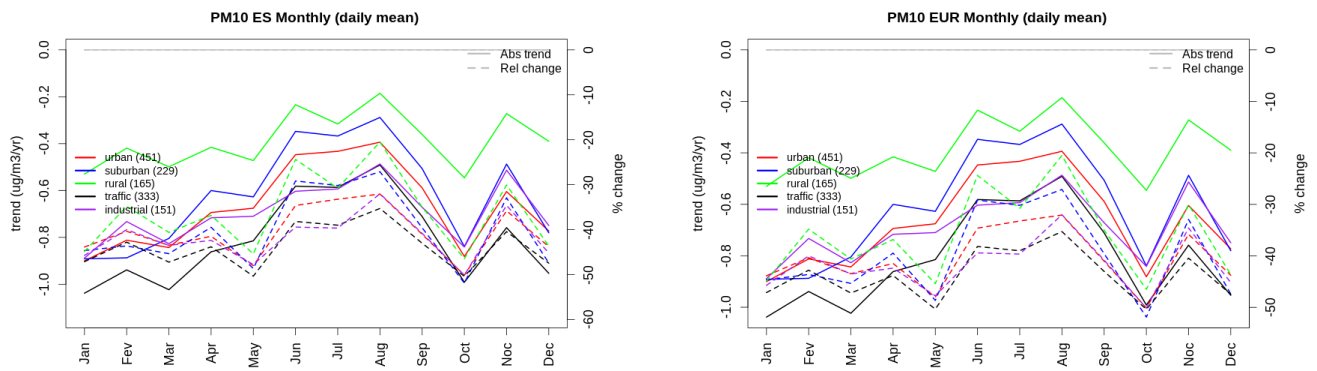 PM10 ES Monthly (daily mean)
trend (ug/m3/yr)
0.0
-0.2
-0.4
-0.6
-0.8
-1.0
Abs trend
Rel change
urban (451)
suburban (229)
rural (165)
traffic (333)
industrial (151)
0
-10
-20
-30
-40
-50
-60
% change
Jan
Fev
Mar
Apr
May
Jun
Jul
Aug
Sep
Oct
Noc
Dec
PM10 EUR Monthly (daily mean)
trend (ug/m3/yr)
0.0
-0.2
-0.4
-0.6
-0.8
-1.0
Abs trend
Rel change
urban (451)
suburban (229)
rural (165)
traffic (333)
industrial (151)
0
-10
-20
-30
-40
-50
% change
Jan
Fev
Mar
Apr
May
Jun
Jul
Aug
Sep
Oct
Noc
Dec